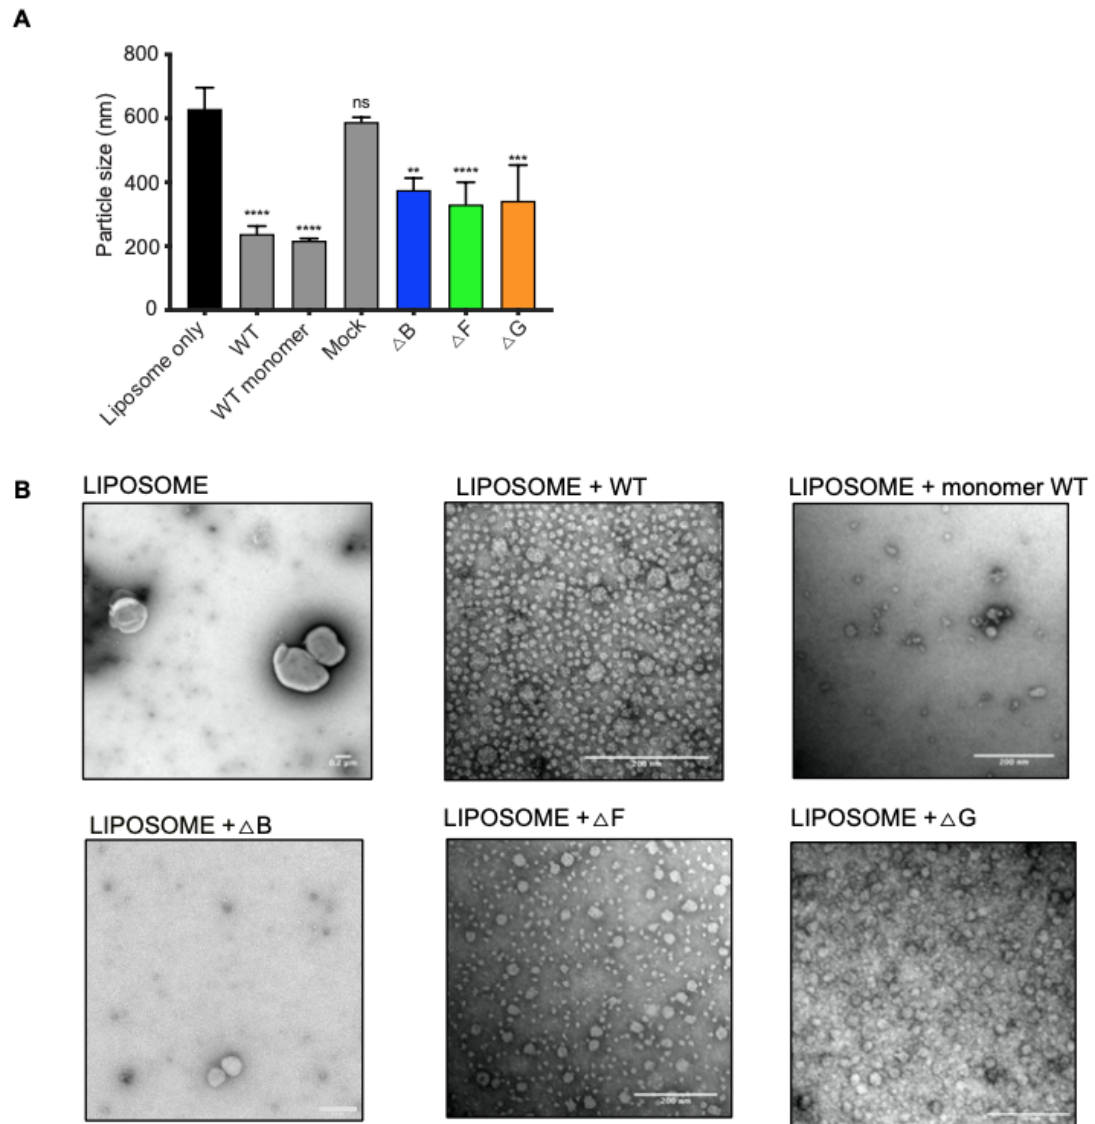 A
800
600
400
200
0
Particle size (nm)
****
****
ns
**
****
***
Liposome only
WT
WT monomer
Mock
△B
△F
△G
B
LIPOSOME
LIPOSOME + WT
LIPOSOME + monomer WT
0.2 μm
200 nm
200 nm
LIPOSOME +△B
LIPOSOME +△F
LIPOSOME +△G
200 nm